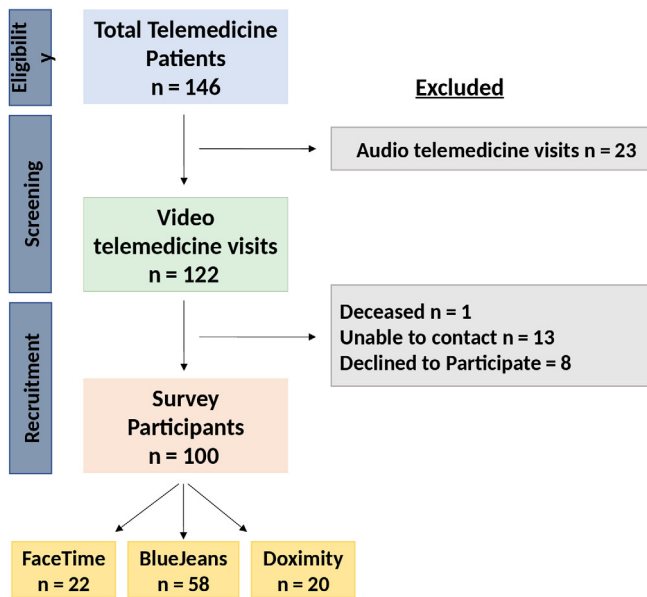 Eligibilit
y
Total Telemedicine
Patients
n = 146
Excluded
Audio telemedicine visits n = 23
Screening
Video
telemedicine visits
n = 122
Deceased n = 1
Unable to contact n = 13
Declined to Participate = 8
Recruitment
Survey
Participants
n = 100
FaceTime
n = 22
BlueJeans
n = 58
Doximity
n = 20